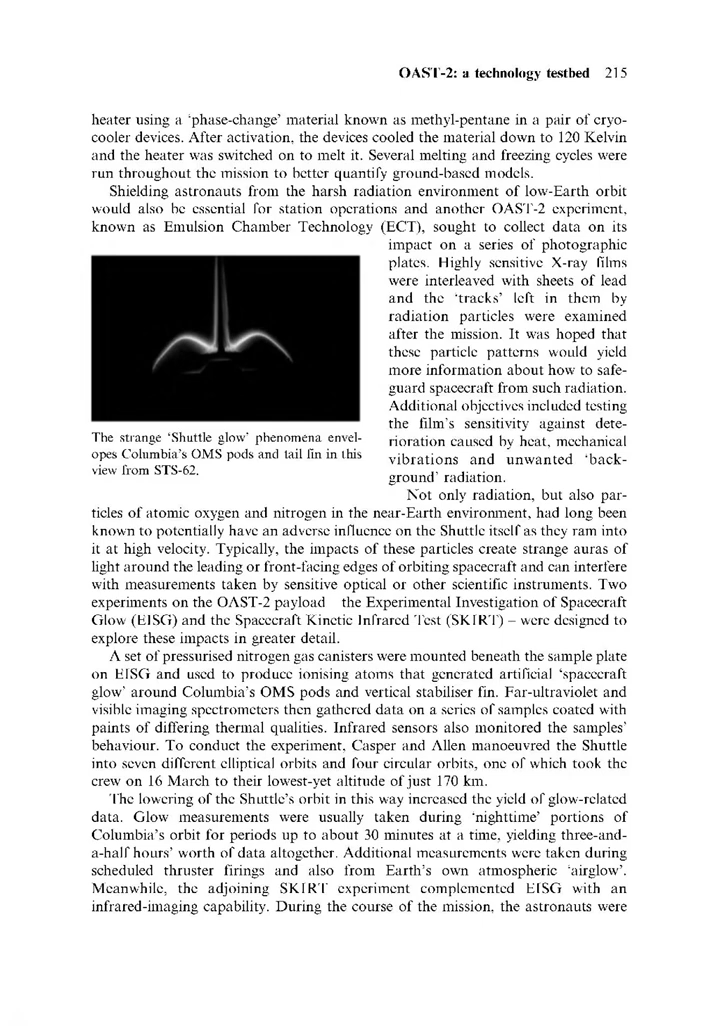 OAST-2: a technology testbed 215
heater using a ‘phase-change’ material known as methyl-pentane in a pair of cryo-
cooler devices. After activation, the devices cooled the material down to 120 Kelvin
and the heater was switched on to melt it. Several melting and freezing cycles were
run throughout the mission to better quantify ground-based models.
Shielding astronauts from the harsh radiation environment of low-Earth orbit
would also be essential for station operations and another OAST-2 experiment,
known as Emulsion Chamber Technology (ECT), sought to collect data on its
impact on a series of photographic
plates. Highly sensitive X-ray films
were interleaved with sheets of lead
and the ‘tracks’ left in them by
radiation particles were examined
after the mission. It was hoped that
these particle patterns would yield
more information about how to safe-
guard spacecraft from such radiation.
Additional objectives included testing
the film’s sensitivity against dete-
rioration caused by heat, mechanical
vibrations and unwanted ‘back-
ground’ radiation.
The strange ‘Shuttle glow’ phenomena envel-
opes Columbia’s OMS pods and tail fin in this
view from STS-62.
Not only radiation, but also par-
ticles of atomic oxygen and nitrogen in the near-Earth environment, had long been
known to potentially have an adverse influence on the Shuttle itself as they ram into
it at high velocity. Typically, the impacts of these particles create strange auras of
light around the leading or front-facing edges of orbiting spacecraft and can interfere
with measurements taken by sensitive optical or other scientific instruments. Two
experiments on the OAST-2 payload the Experimental Investigation of Spacecraft
Glow (EISG) and the Spacecraft Kinetic Infrared Test (SKIRT) – were designed to
explore these impacts in greater detail.
A set of pressurised nitrogen gas canisters were mounted beneath the sample plate
on EISG and used to produce ionising atoms that generated artificial ‘spacecraft
glow’ around Columbia’s OMS pods and vertical stabiliser fin. Far-ultraviolet and
visible imaging spectrometers then gathered data on a series of samples coated with
paints of differing thermal qualities. Infrared sensors also monitored the samples’
behaviour. To conduct the experiment, Casper and Allen manoeuvred the Shuttle
into seven different elliptical orbits and four circular orbits, one of which took the
crew on 16 March to their lowest-yet altitude of just 170 km.
The lowering of the Shuttle’s orbit in this way increased the yield of glow-related
data. Glow measurements were usually taken during ‘nighttime’ portions of
Columbia’s orbit for periods up to about 30 minutes at a time, yielding three-and-
a-half hours’ worth of data altogether. Additional measurements were taken during
scheduled thruster firings and also from Earth’s own atmospheric ‘airglow’.
Meanwhile, the adjoining SKIRT experiment complemented EISG with an
infrared-imaging capability. During the course of the mission, the astronauts were